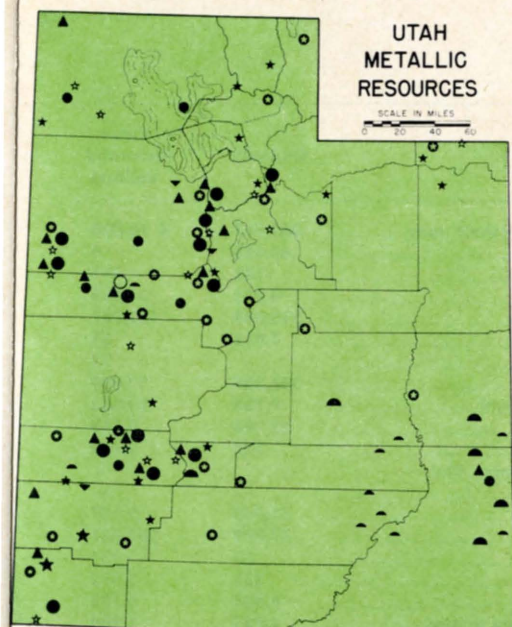 UTAH
METALLIC
RESOURCES
SCALE IN MILES
0 20 40 60